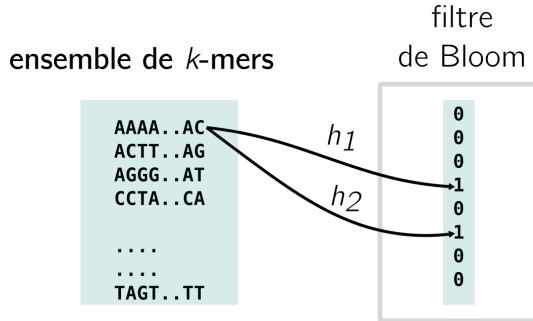 filtre
de Bloom
ensemble de k-mers
AAAA..AC
ACTT..AG
AGGG..AT
CCTA..CA
....
....
TAGT..TT
h1
h2
0
0
0
1
0
1
0
0